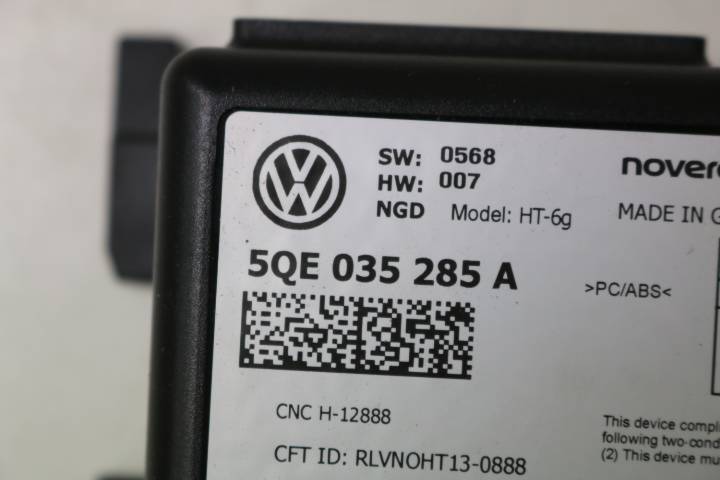 SW: 0568
HW: 007
NGD Model: HT-6g
MADE IN
5QE 035 285 A
>PC/ABS<
CNC H-12888
CFT ID: RLVNOHT13-0888
This device
following
(2) This device